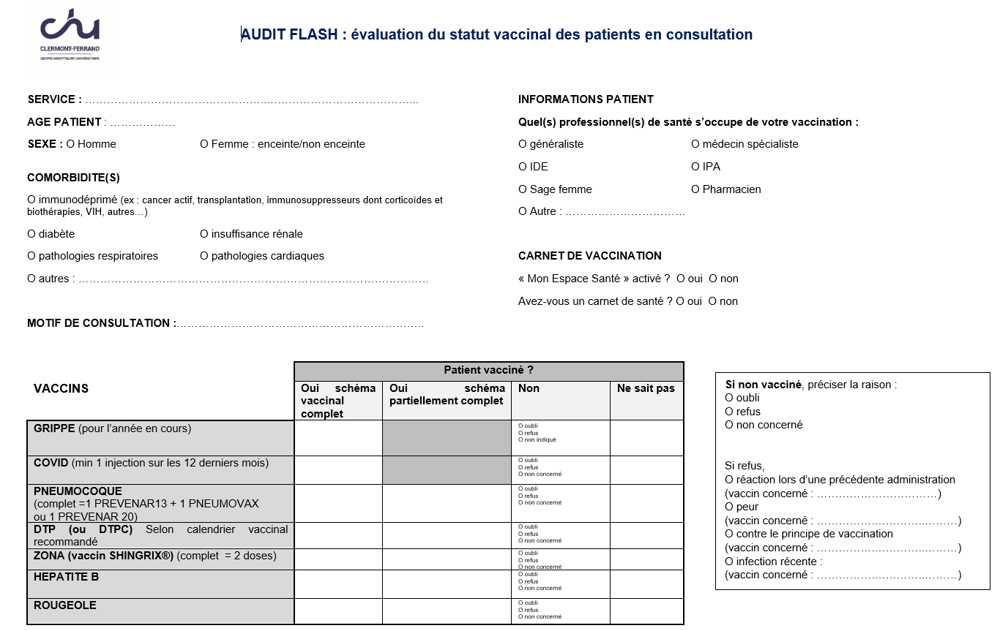 chu
CLERMONT-FERRAND
CENTRE HOSPITALIER UNIVERSITAIRE
AUDIT FLASH : évaluation du statut vaccinal des patients en consultation
SERVICE : …………………………………………..…………………………………...
AGE PATIENT : ………………
SEXE : O Homme O Femme : enceinte/non enceinte
COMORBIDITE(S)
O immunodéprimé (ex : cancer actif, transplantation, immunosuppresseurs dont corticoïdes et
biothérapies, VIH, autres…)
O diabète O insuffisance rénale
O pathologies respiratoires O pathologies cardiaques
O autres : ……………………………………………………………………………
MOTIF DE CONSULTATION :……………………………………………………..
INFORMATIONS PATIENT
Quel(s) professionnel(s) de santé s’occupe de votre vaccination :
O généraliste O médecin spécialiste
O IDE O IPA
O Sage femme O Pharmacien
O Autre : ……………………………
CARNET DE VACCINATION
« Mon Espace Santé » activé ? O oui O non
Avez-vous un carnet de santé ? O oui O non
VACCINS
Patient vacciné ?
Oui schéma
vaccinal
complet
Oui schéma
partiellement complet
Non
Ne sait pas
GRIPPE (pour l’année en cours)
O oubli
O refus
O non indiqué
COVID (min 1 injection sur les 12 derniers mois)
O oubli
O refus
O non concerné
PNEUMOCOQUE
(complet =1 PREVENAR13 + 1 PNEUMOVAX
ou 1 PREVENAR 20)
O oubli
O refus
O non concerné
DTP (ou DTPC) Selon calendrier vaccinal
recommandé
O oubli
O refus
O non concerné
ZONA (vaccin SHINGRIX®) (complet = 2 doses)
O oubli
O refus
O non concerné
HEPATITE B
O oubli
O refus
O non concerné
ROUGEOLE
O oubli
O refus
O non concerné
Si non vacciné, préciser la raison :
O oubli
O refus
O non concerné
Si refus,
O réaction lors d’une précédente administration
(vaccin concerné : ……………………………)
O peur
(vaccin concerné : …………….…………..………)
O contre le principe de vaccination
(vaccin concerné : …………….…………..………)
O infection récente :
(vaccin concerné : …………….…………..………)